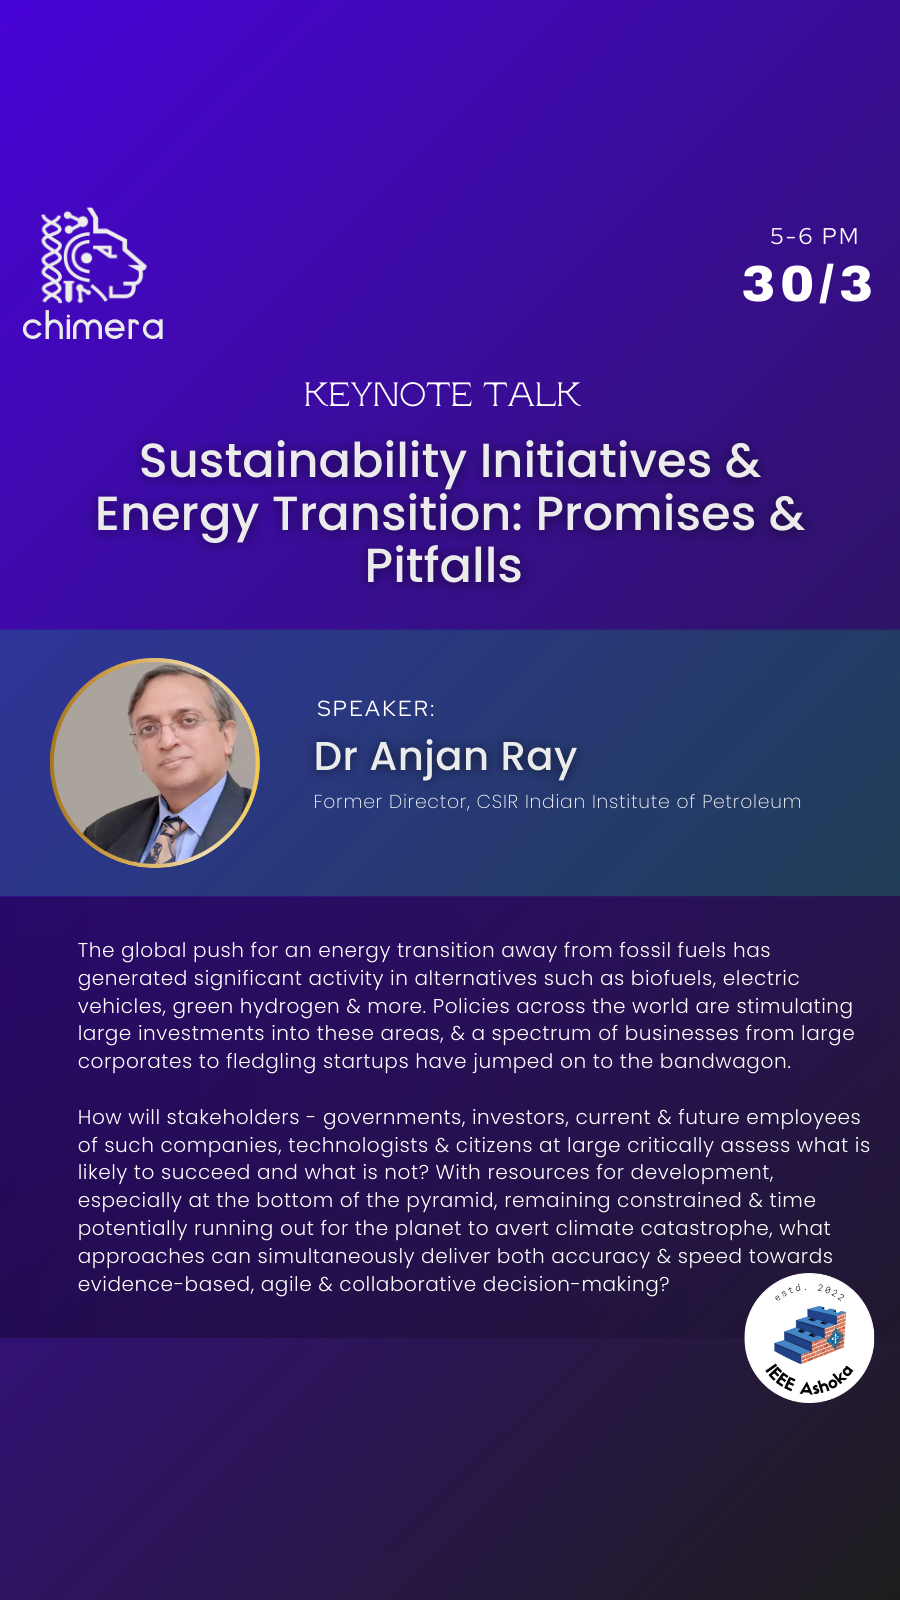 chimera
5-6 PM
30/3
KEYNOTE TALK
Sustainability Initiatives &
Energy Transition: Promises &
Pitfalls
SPEAKER:
Dr Anjan Ray
Former Director, CSIR Indian Institute of Petroleum
The global push for an energy transition away from fossil fuels has
generated significant activity in alternatives such as biofuels, electric
vehicles, green hydrogen & more. Policies across the world are stimulating
large investments into these areas, & a spectrum of businesses from large
corporates to fledgling startups have jumped on to the bandwagon.
How will stakeholders - governments, investors, current & future employees
of such companies, technologists & citizens at large critically assess what is
likely to succeed and what is not? With resources for development,
especially at the bottom of the pyramid, remaining constrained & time
potentially running out for the planet to avert climate catastrophe, what
approaches can simultaneously deliver both accuracy & speed towards
evidence-based, agile & collaborative decision-making?
estd. 2022
IEEE Ashoka